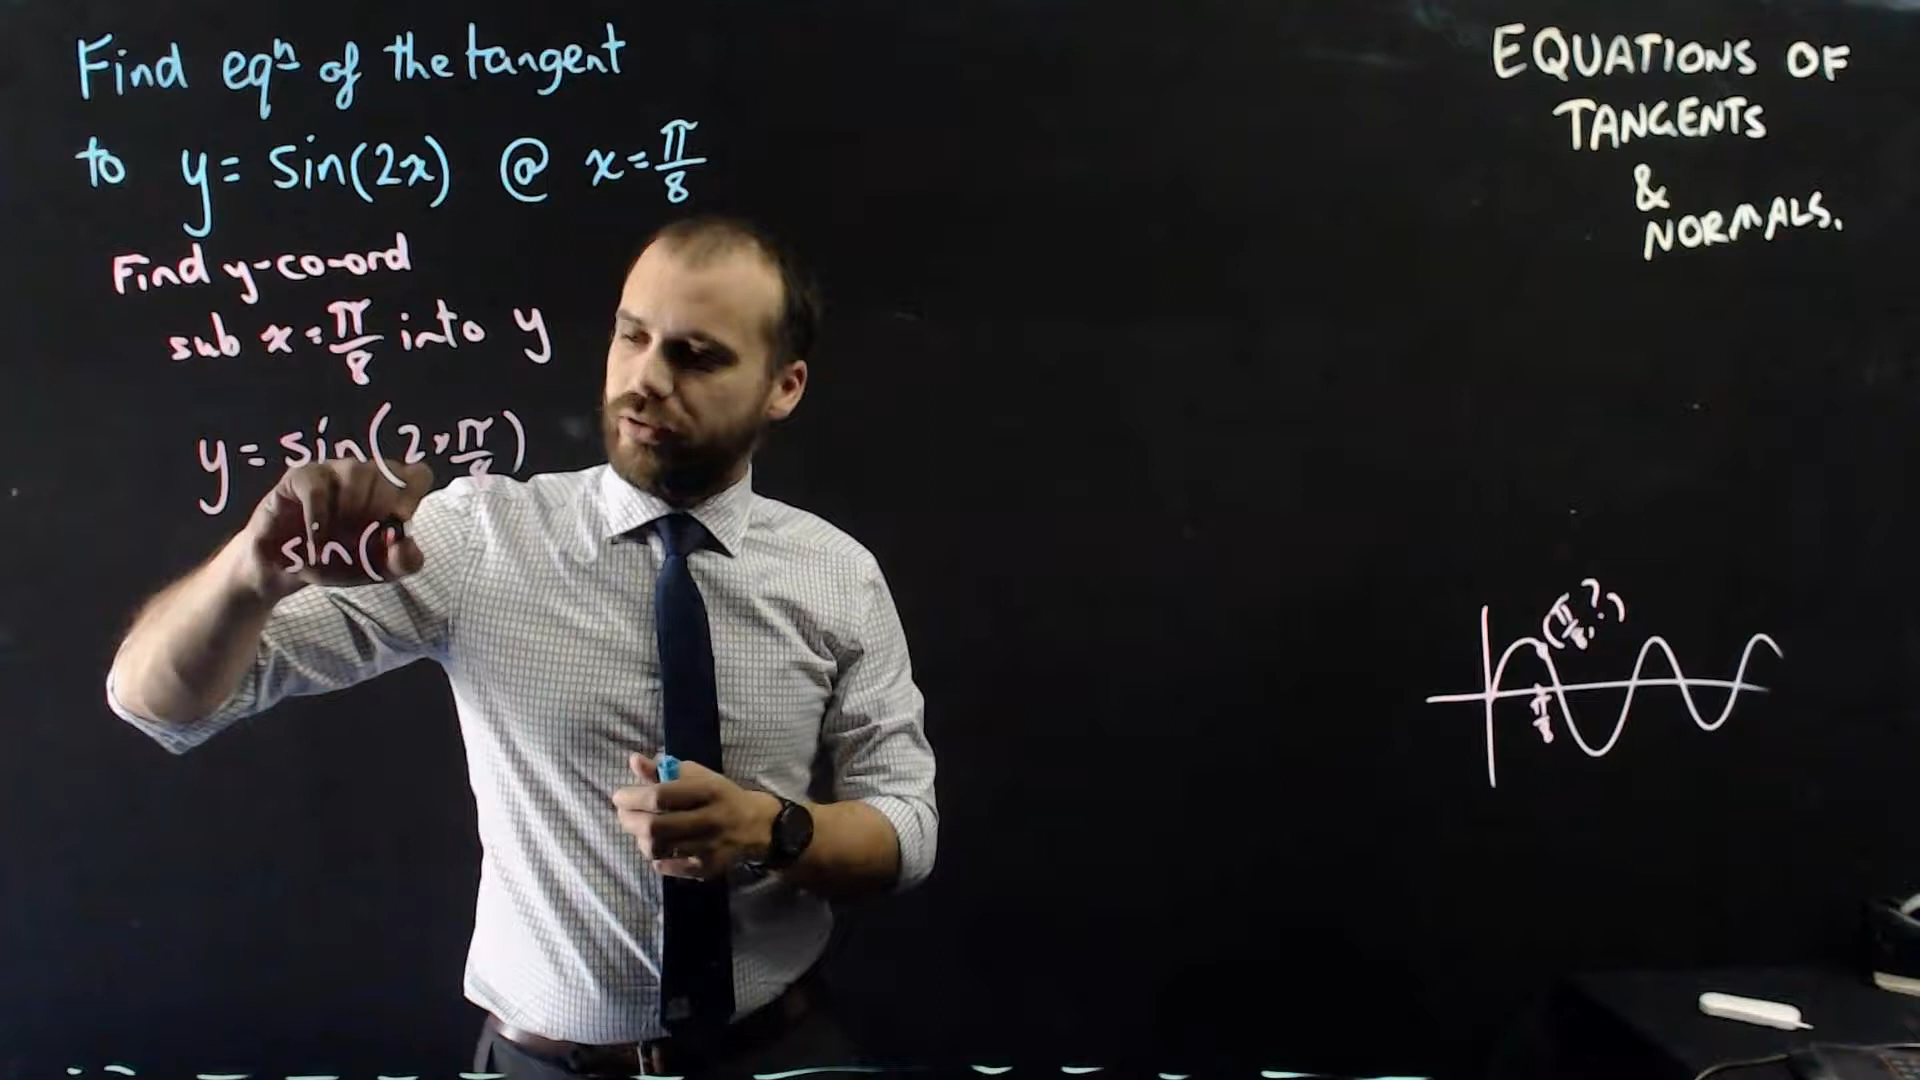 Find eqⁿ of the tangent
to y = sin(2x) @ x = π/8
Find y-co-ord
sub x = π/8 into y
y = sin(2×π/8)
sin(
EQUATIONS OF
TANGENTS
&
NORMALS.
(π/8, ?)
π/8